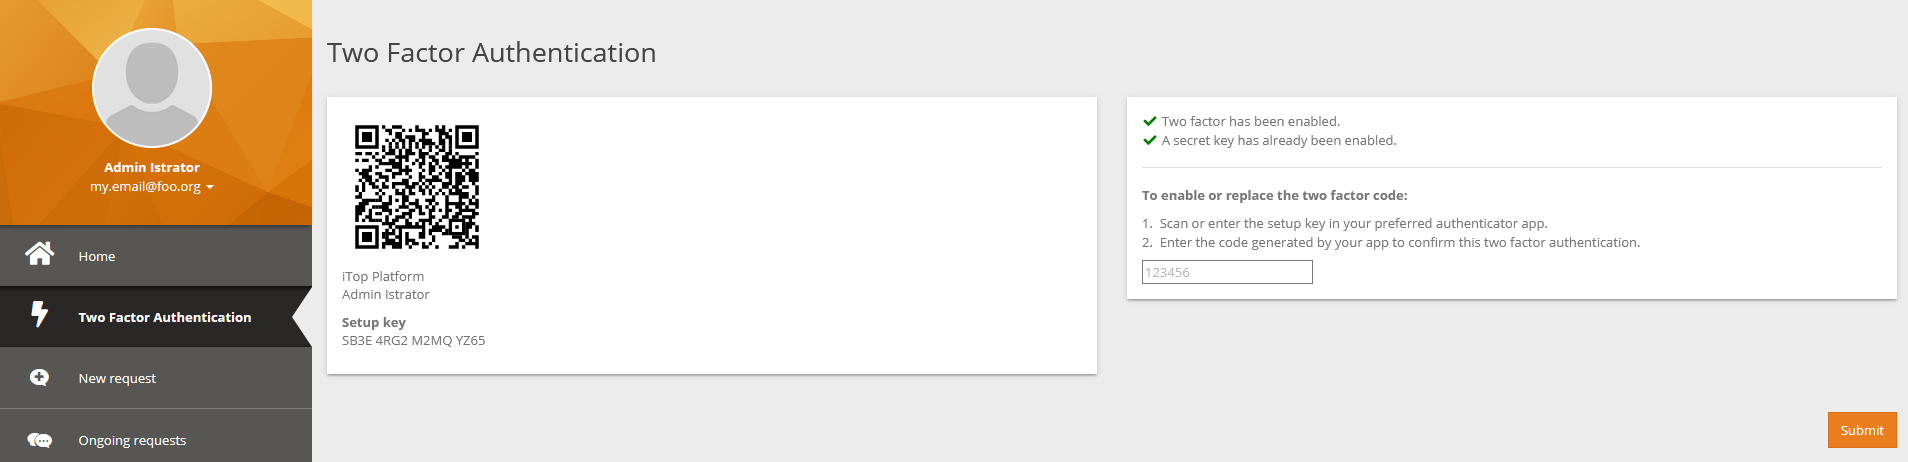 Admin Istrator
my.email@foo.org
Home
Two Factor Authentication
New request
Ongoing requests
Two Factor Authentication
iTop Platform
Admin Istrator
Setup key
SB3E 4RG2 M2MQ YZ65
Two factor has been enabled.
A secret key has already been enabled.
To enable or replace the two factor code:
1. Scan or enter the setup key in your preferred authenticator app.
2. Enter the code generated by your app to confirm this two factor authentication.
123456
Submit